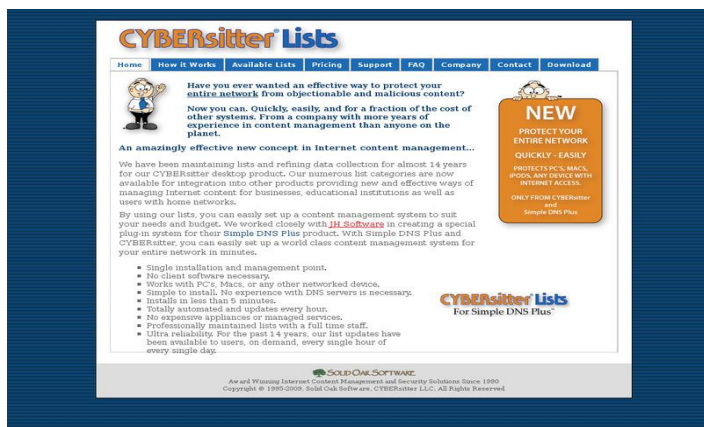 CYBERsitter Lists
Home How it Works Available Lists Pricing Support FAQ Company Contact Download
Have you ever wanted an effective way to protect your
entire network from objectionable and malicious content?
Now you can. Quickly, easily, and for a fraction of the cost of
other systems. From a company with more years of
experience in content management than anyone on the
planet.
An amazingly effective new concept in Internet content management...
We have been maintaining lists and refining data collection for almost 14 years
for our CYBERsitter desktop product. Our numerous list categories are now
available for integration into other products providing new and effective ways of
managing Internet content for businesses, educational institutions as well as
users with home networks.
By using our lists, you can easily set up a content management system to suit
your needs and budget. We worked closely with JH Software in creating a special
plug-in system for their Simple DNS Plus product. With Simple DNS Plus and
CYBERsitter, you can easily set up a world class content management system for
your entire network in minutes.
Single installation and management point.
No client software necessary.
Works with PC's, Macs, or any other networked device.
Simple to install. No experience with DNS servers is necessary.
Installs in less than 5 minutes.
Totally automated and updates every hour.
No expensive appliances or managed services.
Professionally maintained lists with a full time staff.
Ultra reliability. For the past 14 years, our list updates have
been available to users, on demand, every single hour of
every single day.
NEW
PROTECT YOUR
ENTIRE NETWORK
QUICKLY - EASILY
PROTECTS PC'S, MACS,
IPODS, ANY DEVICE WITH
INTERNET ACCESS.
ONLY FROM CYBERsitter
and
Simple DNS Plus
CYBERsitter Lists
For Simple DNS Plus™
SOLID OAK SOFTWARE
Award Winning Internet Content Management and Security Solutions Since 1990
Copyright © 1995-2009, Solid Oak Software, CYBERsitter LLC, All Rights Reserved